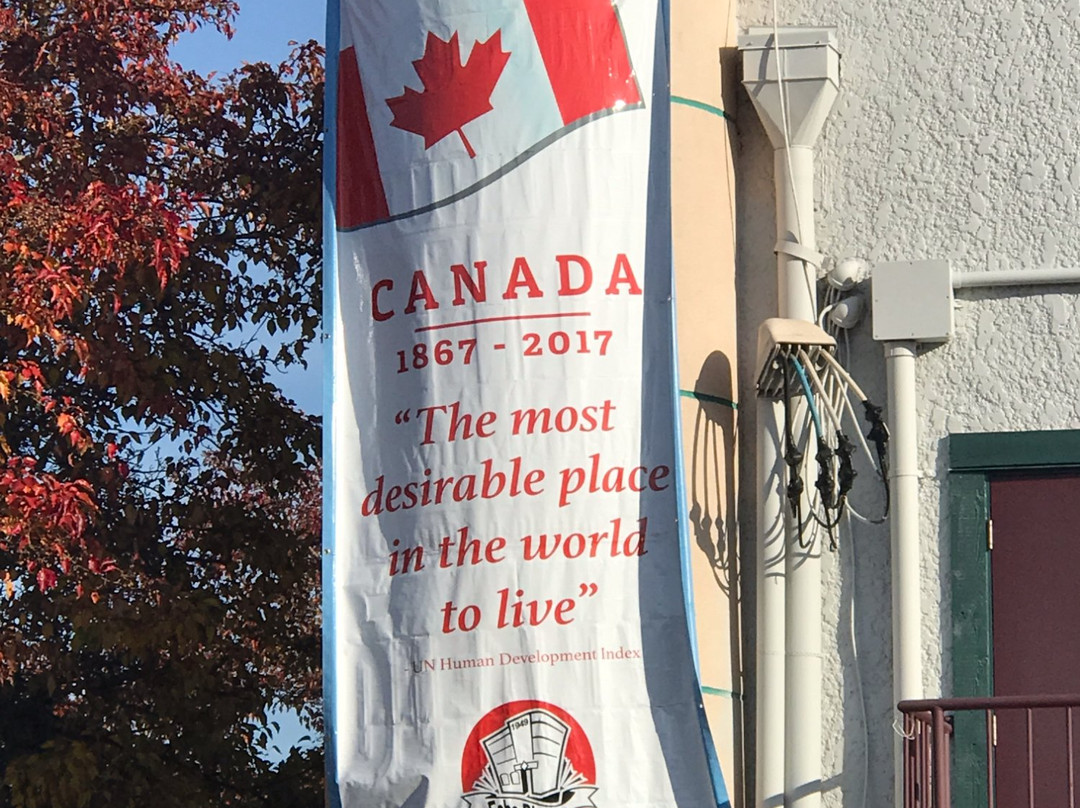 CANADA
1867 - 2017
“The most
desirable place
in the world
to live”
- UN Human Development Index
1949